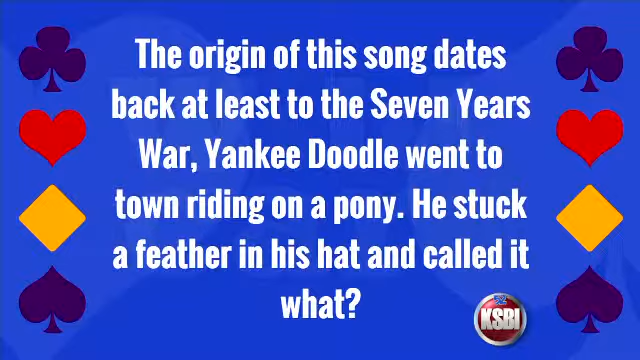 The origin of this song dates
back at least to the Seven Years
War, Yankee Doodle went to
town riding on a pony. He stuck
a feather in his hat and called it
what?
52
KSBI